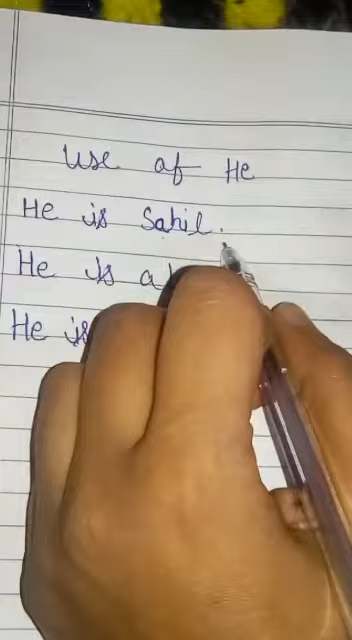 Use of He
He is Sahil.
He is a
He is